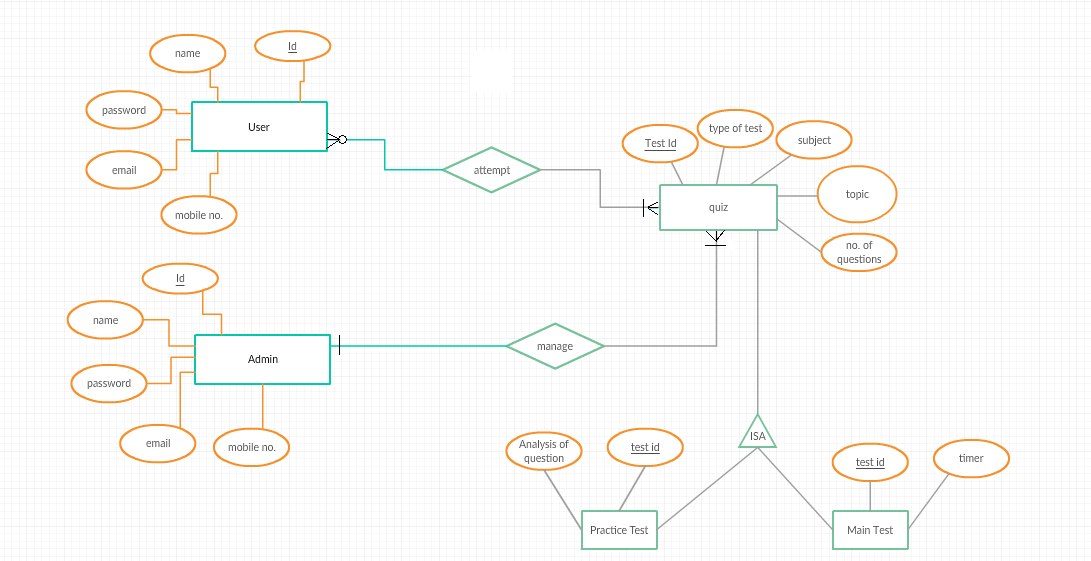 name
Id
password
User
email
mobile no.
attempt
Test Id
type of test
subject
topic
quiz
no. of
questions
Id
name
Admin
password
email
mobile no.
manage
ISA
Analysis of
question
test id
test id
timer
Practice Test
Main Test